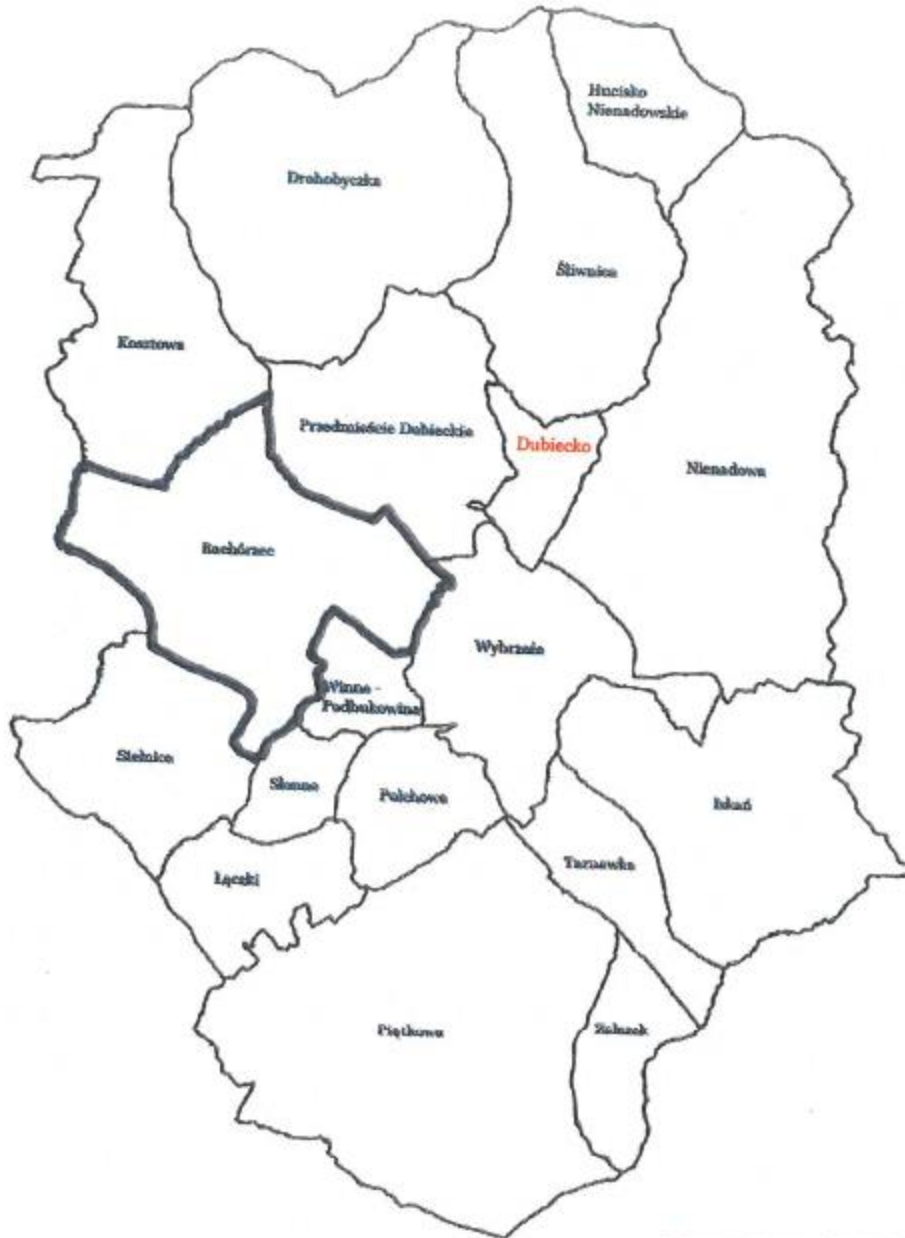 Hucisko
Nienadowskie
Drohobyczka
Śliwnica
Kosztowa
Przedmieście Dubieckie
Dubiecko
Nienadowa
Bachórzec
Wybrzeże
Winne -
Podbukowina
Sielnica
Słonne
Polchowa
Iskań
Tarnawka
Łączki
Piątkowa
Załazek